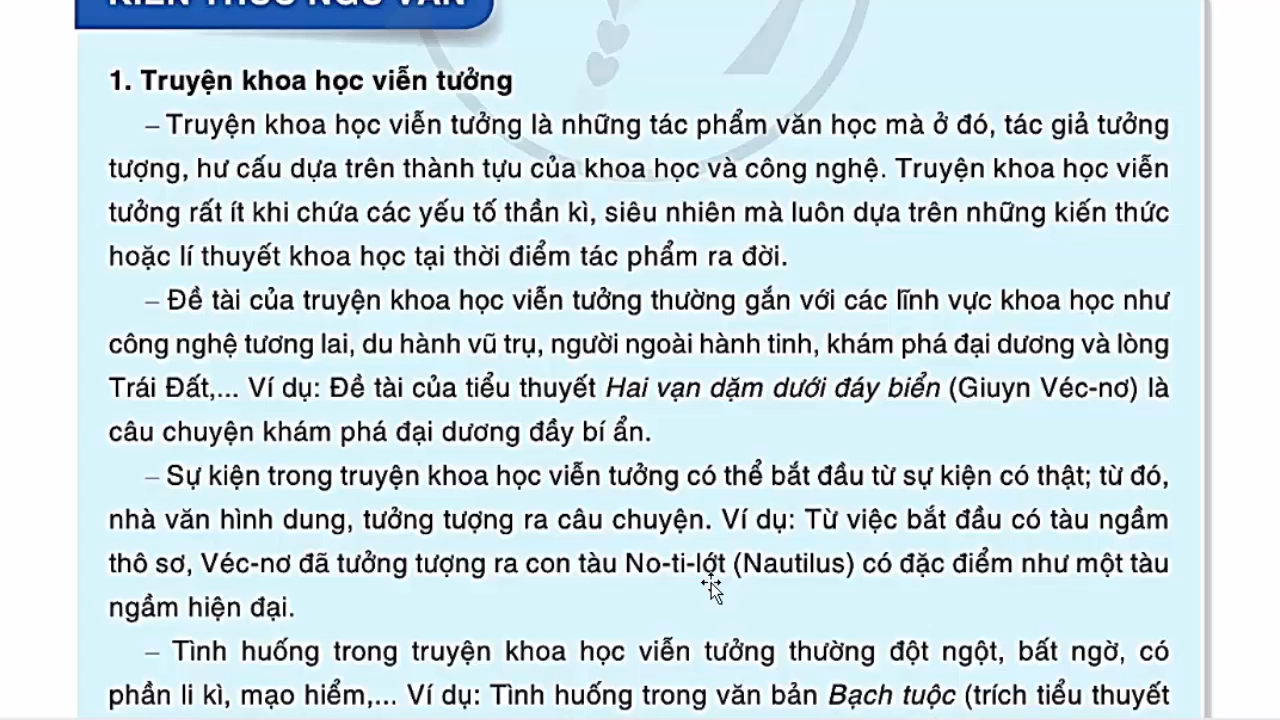 KIẾN THỨC NGỮ VĂN
1. Truyện khoa học viễn tưởng
– Truyện khoa học viễn tưởng là những tác phẩm văn học mà ở đó, tác giả tưởng
tượng, hư cấu dựa trên thành tựu của khoa học và công nghệ. Truyện khoa học viễn
tưởng rất ít khi chứa các yếu tố thần kì, siêu nhiên mà luôn dựa trên những kiến thức
hoặc lí thuyết khoa học tại thời điểm tác phẩm ra đời.
– Đề tài của truyện khoa học viễn tưởng thường gắn với các lĩnh vực khoa học như
công nghệ tương lai, du hành vũ trụ, người ngoài hành tinh, khám phá đại dương và lòng
Trái Đất,... Ví dụ: Đề tài của tiểu thuyết Hai vạn dặm dưới đáy biển (Giuyn Véc-nơ) là
câu chuyện khám phá đại dương đầy bí ẩn.
– Sự kiện trong truyện khoa học viễn tưởng có thể bắt đầu từ sự kiện có thật; từ đó,
nhà văn hình dung, tưởng tượng ra câu chuyện. Ví dụ: Từ việc bắt đầu có tàu ngầm
thô sơ, Véc-nơ đã tưởng tượng ra con tàu No-ti-lớt (Nautilus) có đặc điểm như một tàu
ngầm hiện đại.
– Tình huống trong truyện khoa học viễn tưởng thường đột ngột, bất ngờ, có
phần li kì, mạo hiểm,... Ví dụ: Tình huống trong văn bản Bạch tuộc (trích tiểu thuyết